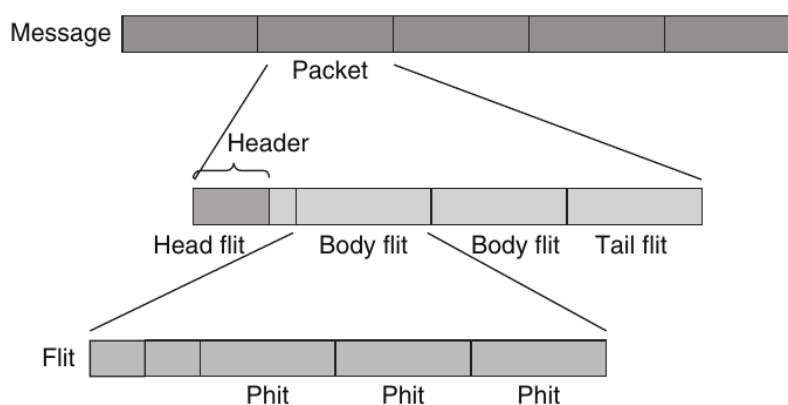 Message
Packet
Header
Head flit Body flit Body flit Tail flit
Flit
Phit Phit Phit